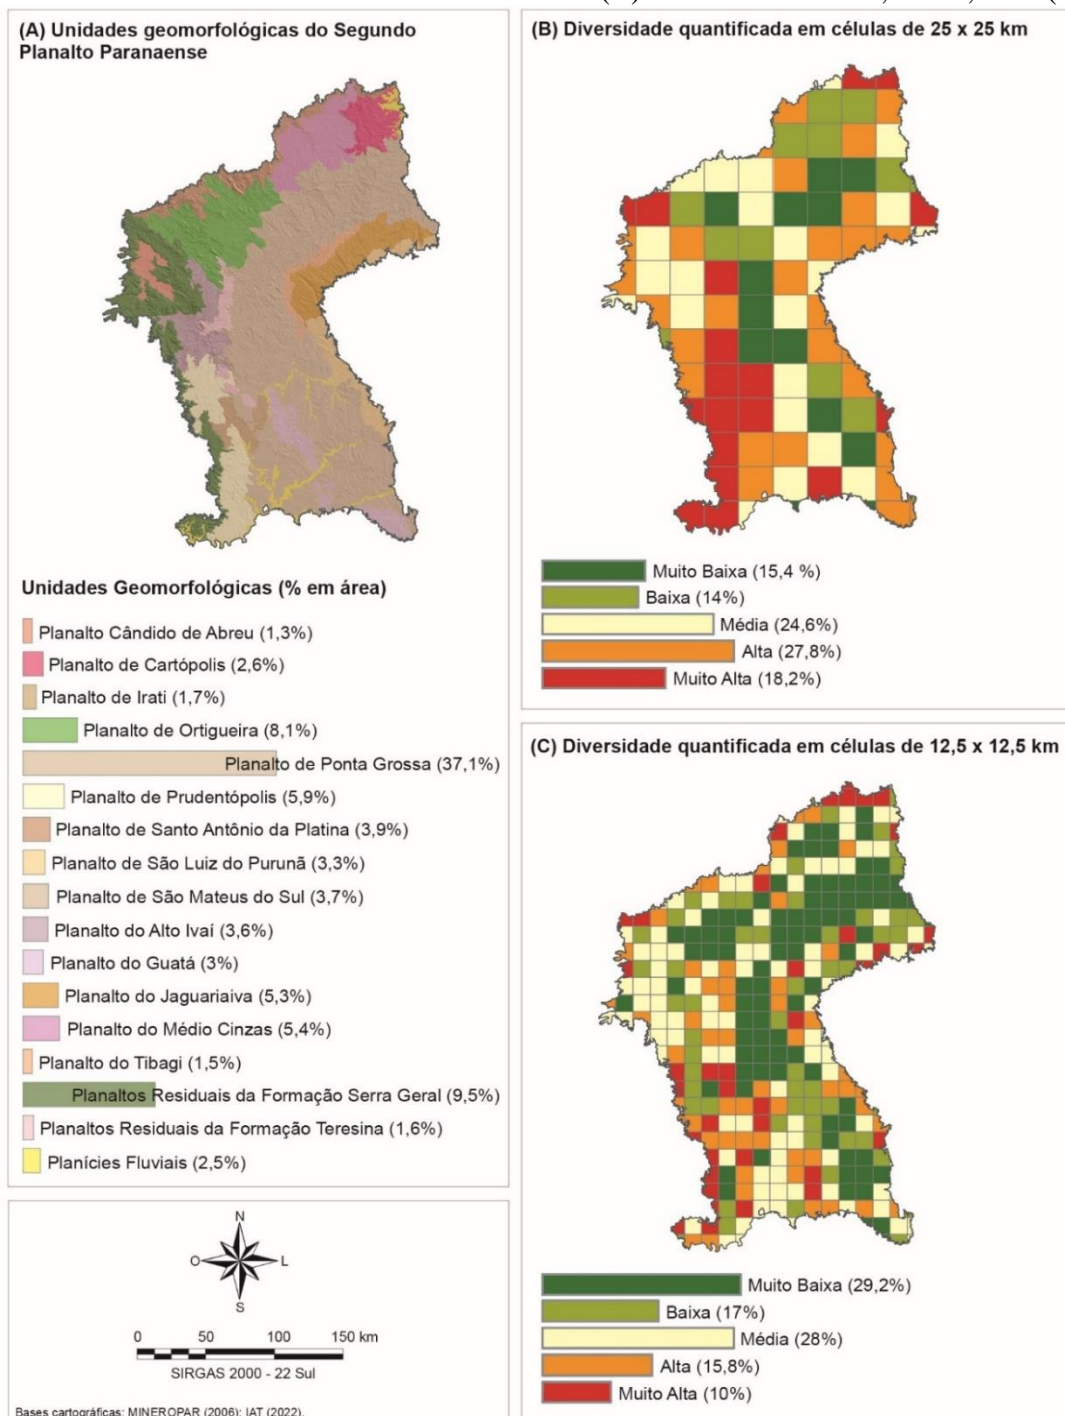 (A) Unidades geomorfológicas do Segundo
Planalto Paranaense
Unidades Geomorfológicas (% em área)
Planalto Cândido de Abreu (1,3%)
Planalto de Cartópolis (2,6%)
Planalto de Irati (1,7%)
Planalto de Ortigueira (8,1%)
Planalto de Ponta Grossa (37,1%)
Planalto de Prudentópolis (5,9%)
Planalto de Santo Antônio da Platina (3,9%)
Planalto de São Luiz do Purunã (3,3%)
Planalto de São Mateus do Sul (3,7%)
Planalto do Alto Ivaí (3,6%)
Planalto do Guatá (3%)
Planalto do Jaguariaiva (5,3%)
Planalto do Médio Cinzas (5,4%)
Planalto do Tibagi (1,5%)
Planaltos Residuais da Formação Serra Geral (9,5%)
Planaltos Residuais da Formação Teresina (1,6%)
Planícies Fluviais (2,5%)
N
O
L
S
0 50 100 150 km
SIRGAS 2000 - 22 Sul
Bases cartográficas: MINEROPAR (2006); IAT (2022).
(B) Diversidade quantificada em células de 25 x 25 km
Muito Baixa (15,4 %)
Baixa (14%)
Média (24,6%)
Alta (27,8%)
Muito Alta (18,2%)
(C) Diversidade quantificada em células de 12,5 x 12,5 km
Muito Baixa (29,2%)
Baixa (17%)
Média (28%)
Alta (15,8%)
Muito Alta (10%)